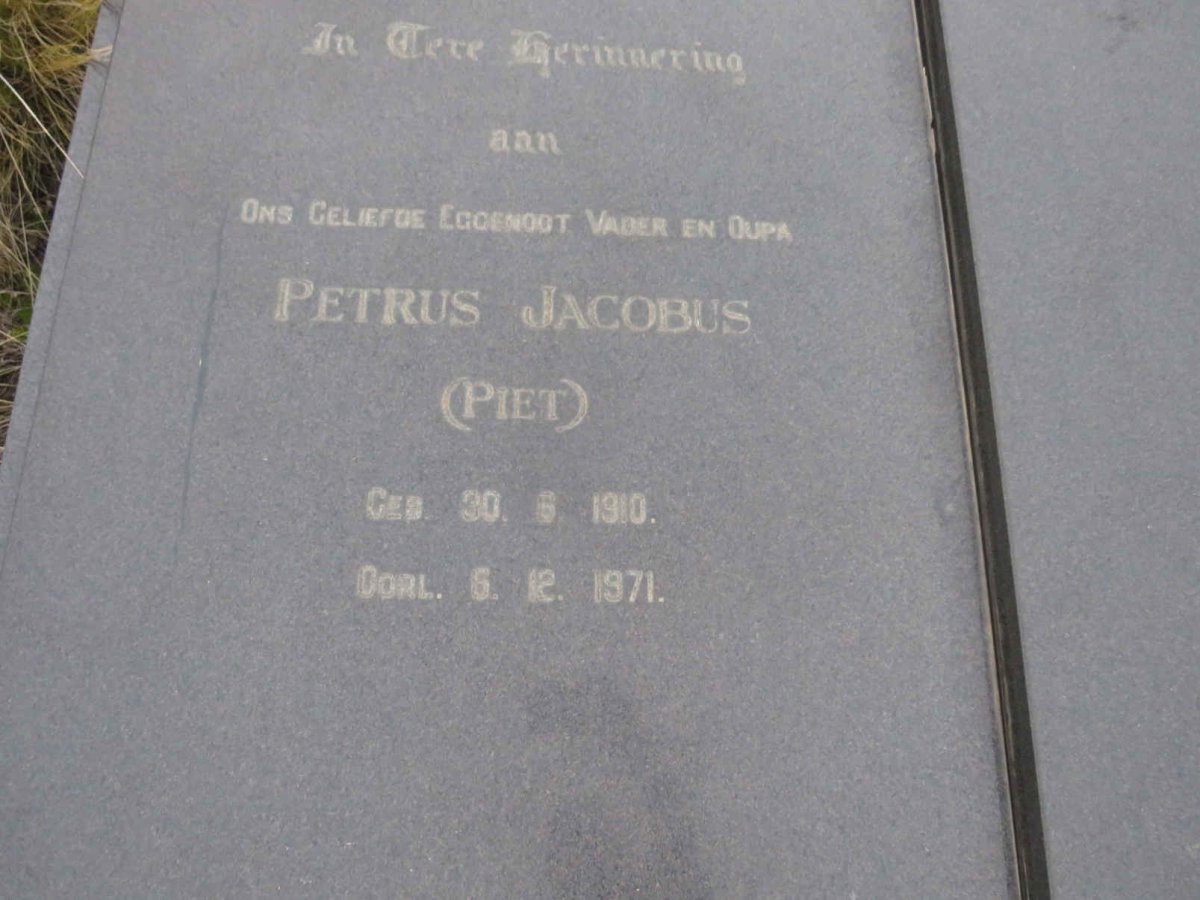 In Tere Herinnering
aan
ONS GELIEFDE EGGENOOT VADER EN OUPA
PETRUS JACOBUS
(PIET)
GEB. 30. 6. 1910.
OORL. 6. 12. 1971.